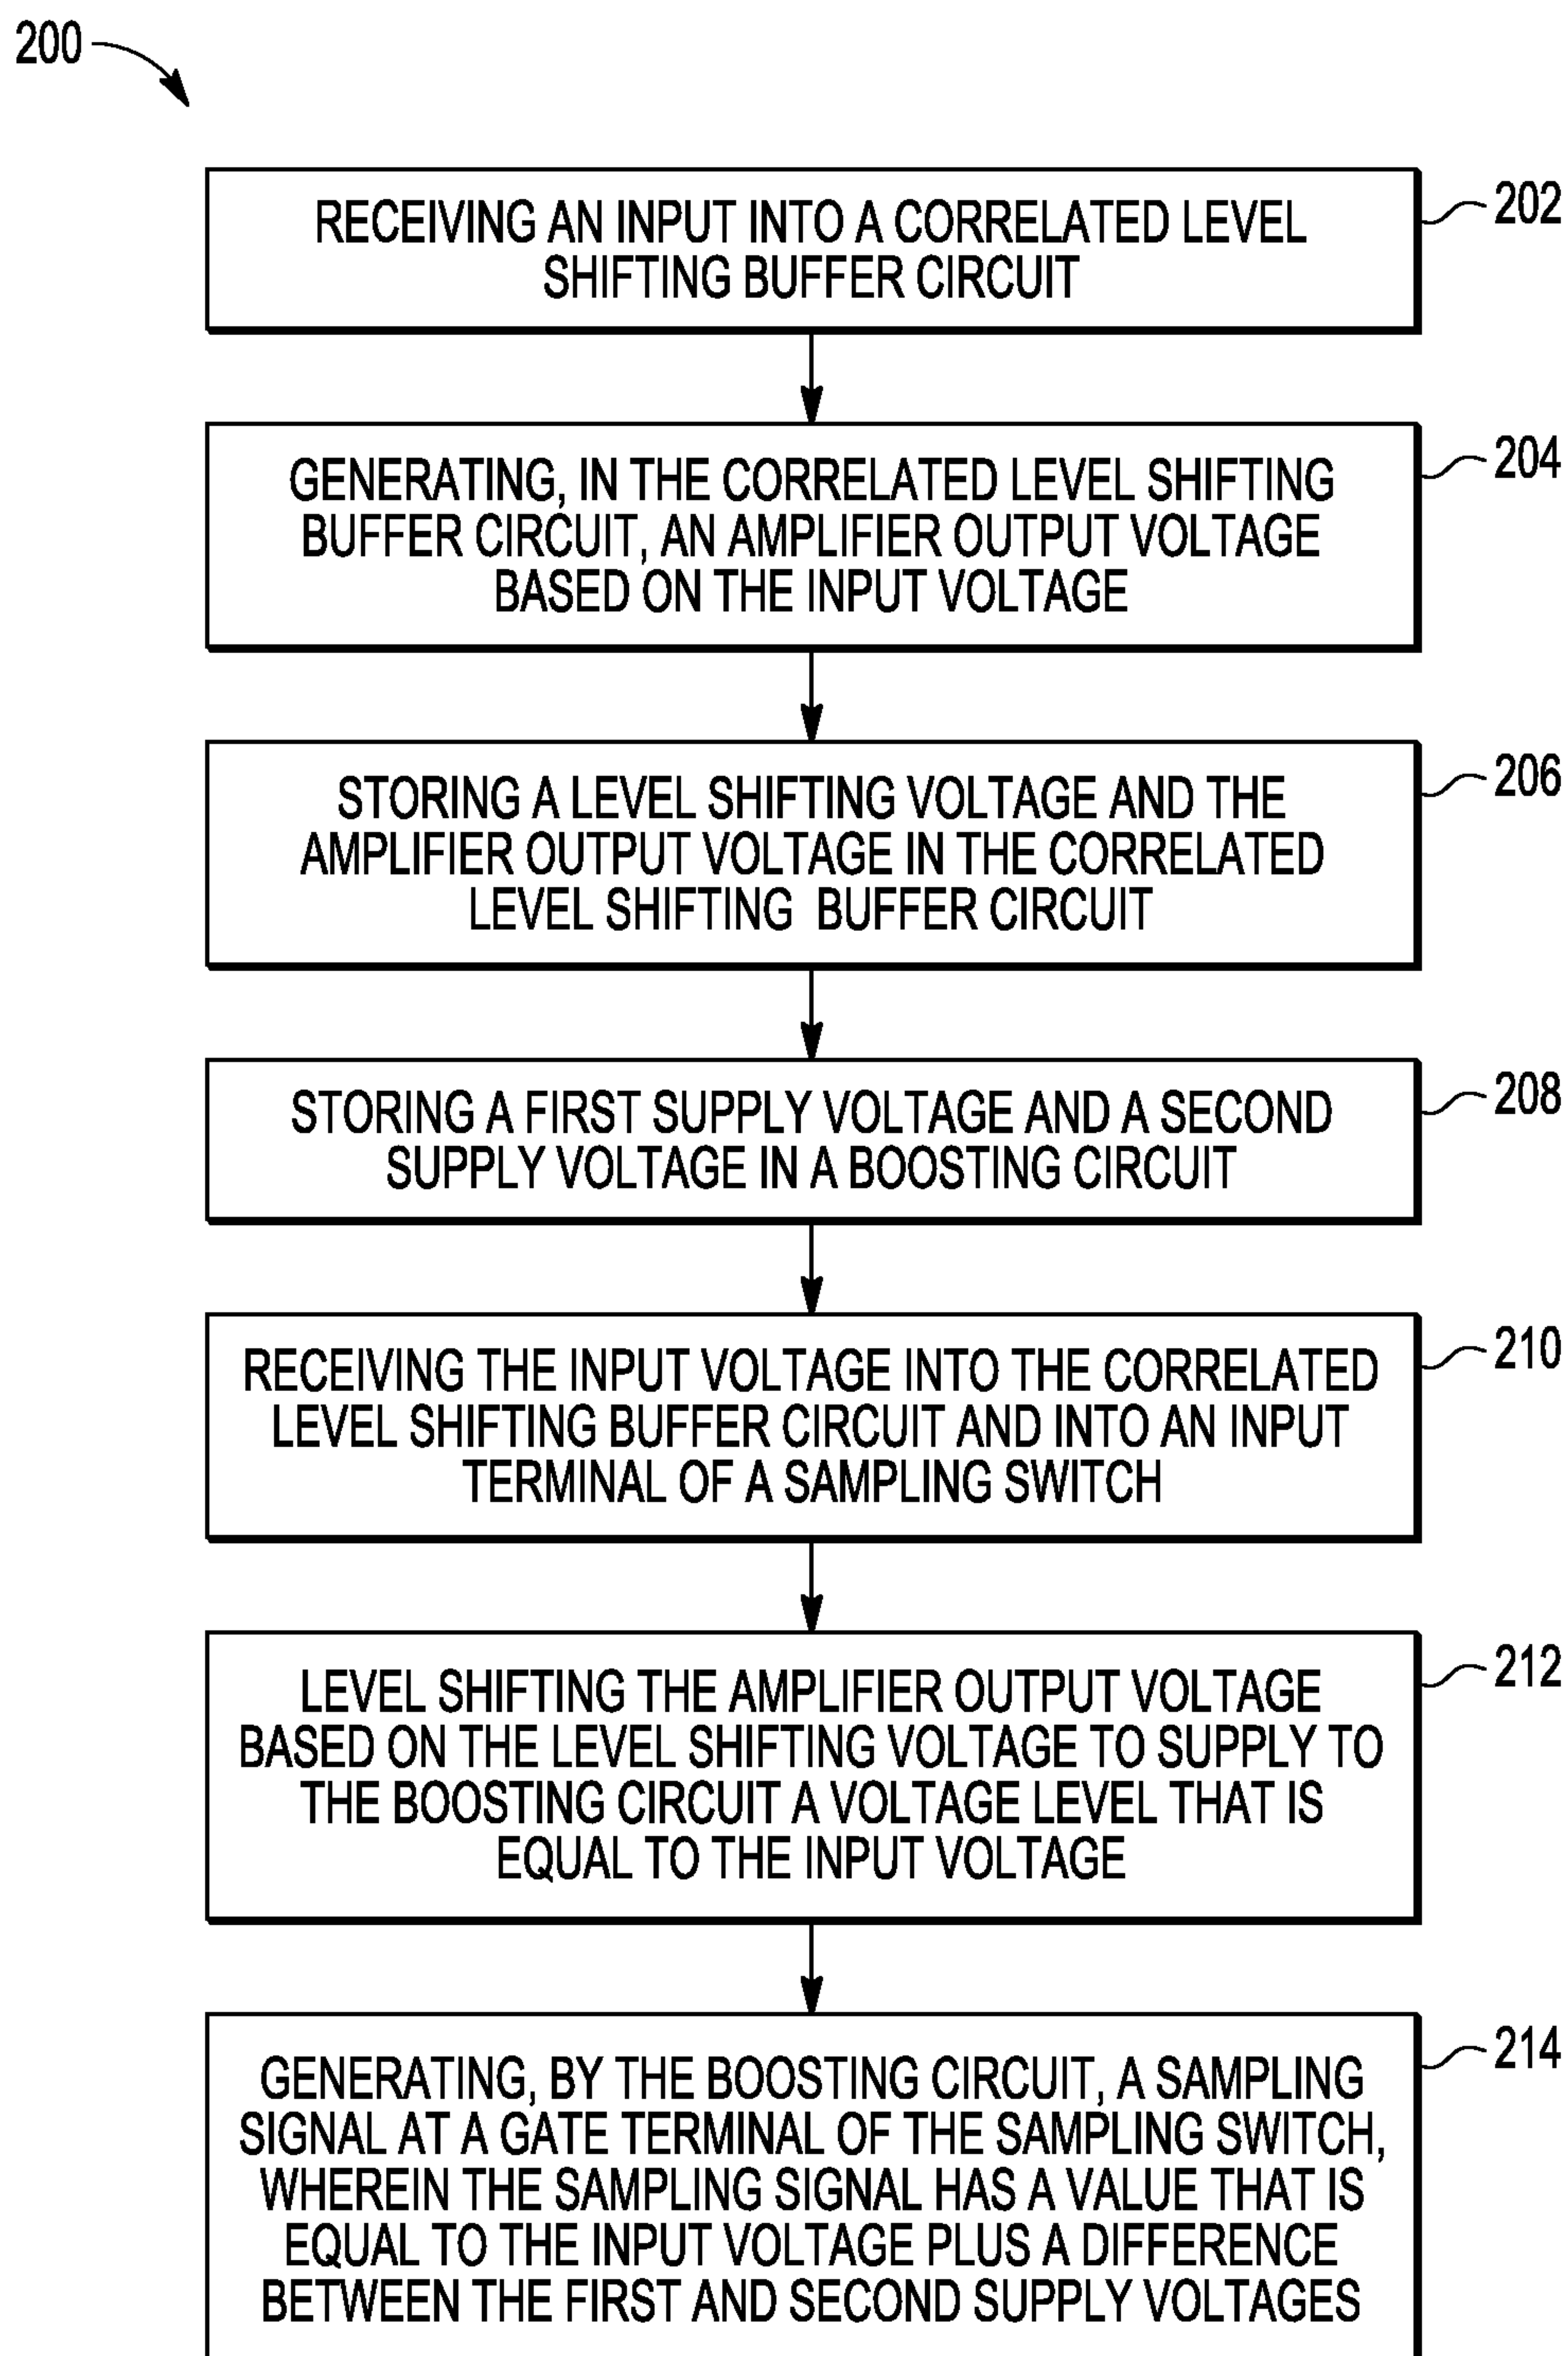 200
RECEIVING AN INPUT INTO A CORRELATED LEVEL
SHIFTING BUFFER CIRCUIT
202
GENERATING, IN THE CORRELATED LEVEL SHIFTING
BUFFER CIRCUIT, AN AMPLIFIER OUTPUT VOLTAGE
BASED ON THE INPUT VOLTAGE
204
STORING A LEVEL SHIFTING VOLTAGE AND THE
AMPLIFIER OUTPUT VOLTAGE IN THE CORRELATED
LEVEL SHIFTING BUFFER CIRCUIT
206
STORING A FIRST SUPPLY VOLTAGE AND A SECOND
SUPPLY VOLTAGE IN A BOOSTING CIRCUIT
208
RECEIVING THE INPUT VOLTAGE INTO THE CORRELATED
LEVEL SHIFTING BUFFER CIRCUIT AND INTO AN INPUT
TERMINAL OF A SAMPLING SWITCH
210
LEVEL SHIFTING THE AMPLIFIER OUTPUT VOLTAGE
BASED ON THE LEVEL SHIFTING VOLTAGE TO SUPPLY TO
THE BOOSTING CIRCUIT A VOLTAGE LEVEL THAT IS
EQUAL TO THE INPUT VOLTAGE
212
GENERATING, BY THE BOOSTING CIRCUIT, A SAMPLING
SIGNAL AT A GATE TERMINAL OF THE SAMPLING SWITCH,
WHEREIN THE SAMPLING SIGNAL HAS A VALUE THAT IS
EQUAL TO THE INPUT VOLTAGE PLUS A DIFFERENCE
BETWEEN THE FIRST AND SECOND SUPPLY VOLTAGES
214